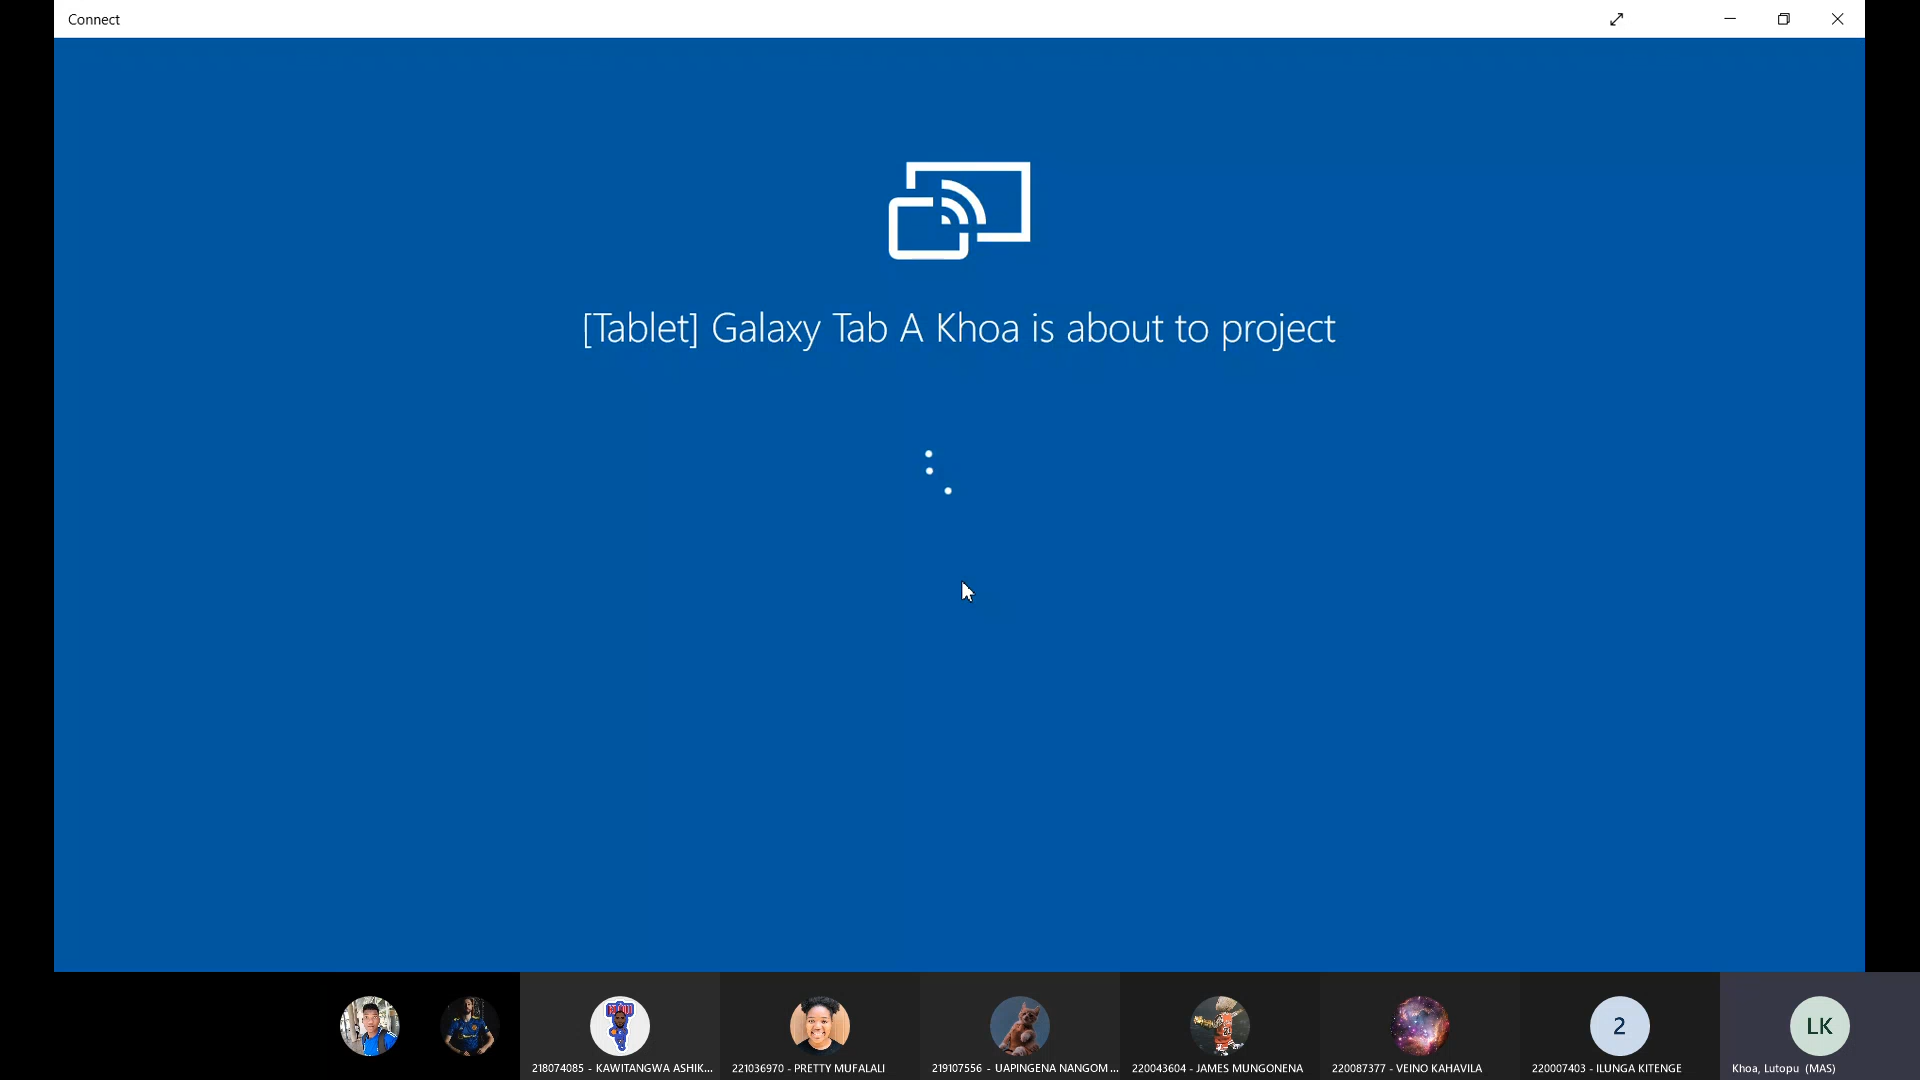 Connect
[Tablet] Galaxy Tab A Khoa is about to project
218074085 - KAWITANGWA ASHIK...
221036970 - PRETTY MUFALALI
219107556 - UAPINGENA NANGOM ...
220043604 - JAMES MUNGONENA
220087377 - VEINO KAHAVILA
2
220007403 - ILUNGA KITENGE
LK
Khoa, Lutopu (MAS)